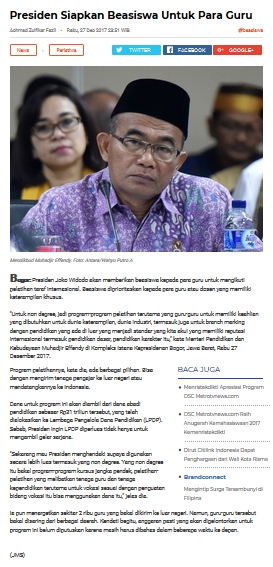 Presiden Siapkan Beasiswa Untuk Para Guru
Achmad Zulfikar Fazli - Rabu, 27 Des 2017 22:51 WIB
#beasiswa
News
Peristiwa
TWITTER
FACEBOOK
GOOGLE+
Mendikbud Muhadjir Effendy. Foto: Antara/Wahyu Putro A
Bogor: Presiden Joko Widodo akan memberikan beasiswa kepada para guru untuk mengikuti
pelatihan taraf internasional. Beasiswa diprioritaskan kepada para guru atau dosen yang memiliki
keterampilan khusus.
"Untuk non degree, jadi program-program pelatihan terutama yang guru-guru untuk memiliki keahlian
yang dibutuhkan untuk dunia keterampilan, dunia industri, termasuk juga untuk branch marking
dengan pendidikan yang ada di luar yang menjadi standar yang kita akui yang memiliki reputasi
internasional termasuk pendidikan dasar, pendidikan karakter itu," kata Menteri Pendidikan dan
Kebudayaan Muhadjir Effendy di Kompleks Istana Kepresidenan Bogor, Jawa Barat, Rabu 27
Desember 2017.
Program pelatihannya, kata dia, ada berbagai pilihan. Bisa
dengan mengirim tenaga pengajar ke luar negeri atau
mendatangkannya ke Indonesia.
Dana untuk program ini akan diambil dari dana abadi
pendidikan sebesar Rp31 triliun tersebut, yang telah
dialokasikan ke Lembaga Pengelola Dana Pendidikan (LPDP).
Sebab, Presiden ingin LPDP diperluas tidak hanya untuk
mengambil gelar sarjana.
"Sekarang mau Presiden menghendaki supaya digunakan
secara lebih luas termasuk yang non degree. Yang non degree
itu bakal program-program kursus jangka pendek, pelatihan-
pelatihan yang melibatkan tenaga guru dan tenaga
kependidikan terutama untuk vokasi sesuai dengan penguatan
bidang vokasi itu bisa menggunakan dana itu," jelas dia.
BACA JUGA
Menristekdikti Apresiasi Program
OSC Metrotvnews.com
OSC Metrotvnews.com Raih
Anugerah Kemahasiswaan 2017
Kemenristekdikti
Dirut Citilink Indonesia Dapat
Penghargaan dari Wali Kota Risma
Brandconnect
Mengintip Surga Tersembunyi di
Filipina
Ia pun menargetkan sekitar 2 ribu guru yang bakal dikirim ke luar negeri. Namun, guru-guru tersebut
bakal disaring dari berbagai daerah. Kendati begitu, anggaran pasti yang akan digelontorkan untuk
program ini belum diputuskan karena masih harus dibahas dalam beberapa waktu ke depan.
(JMS)